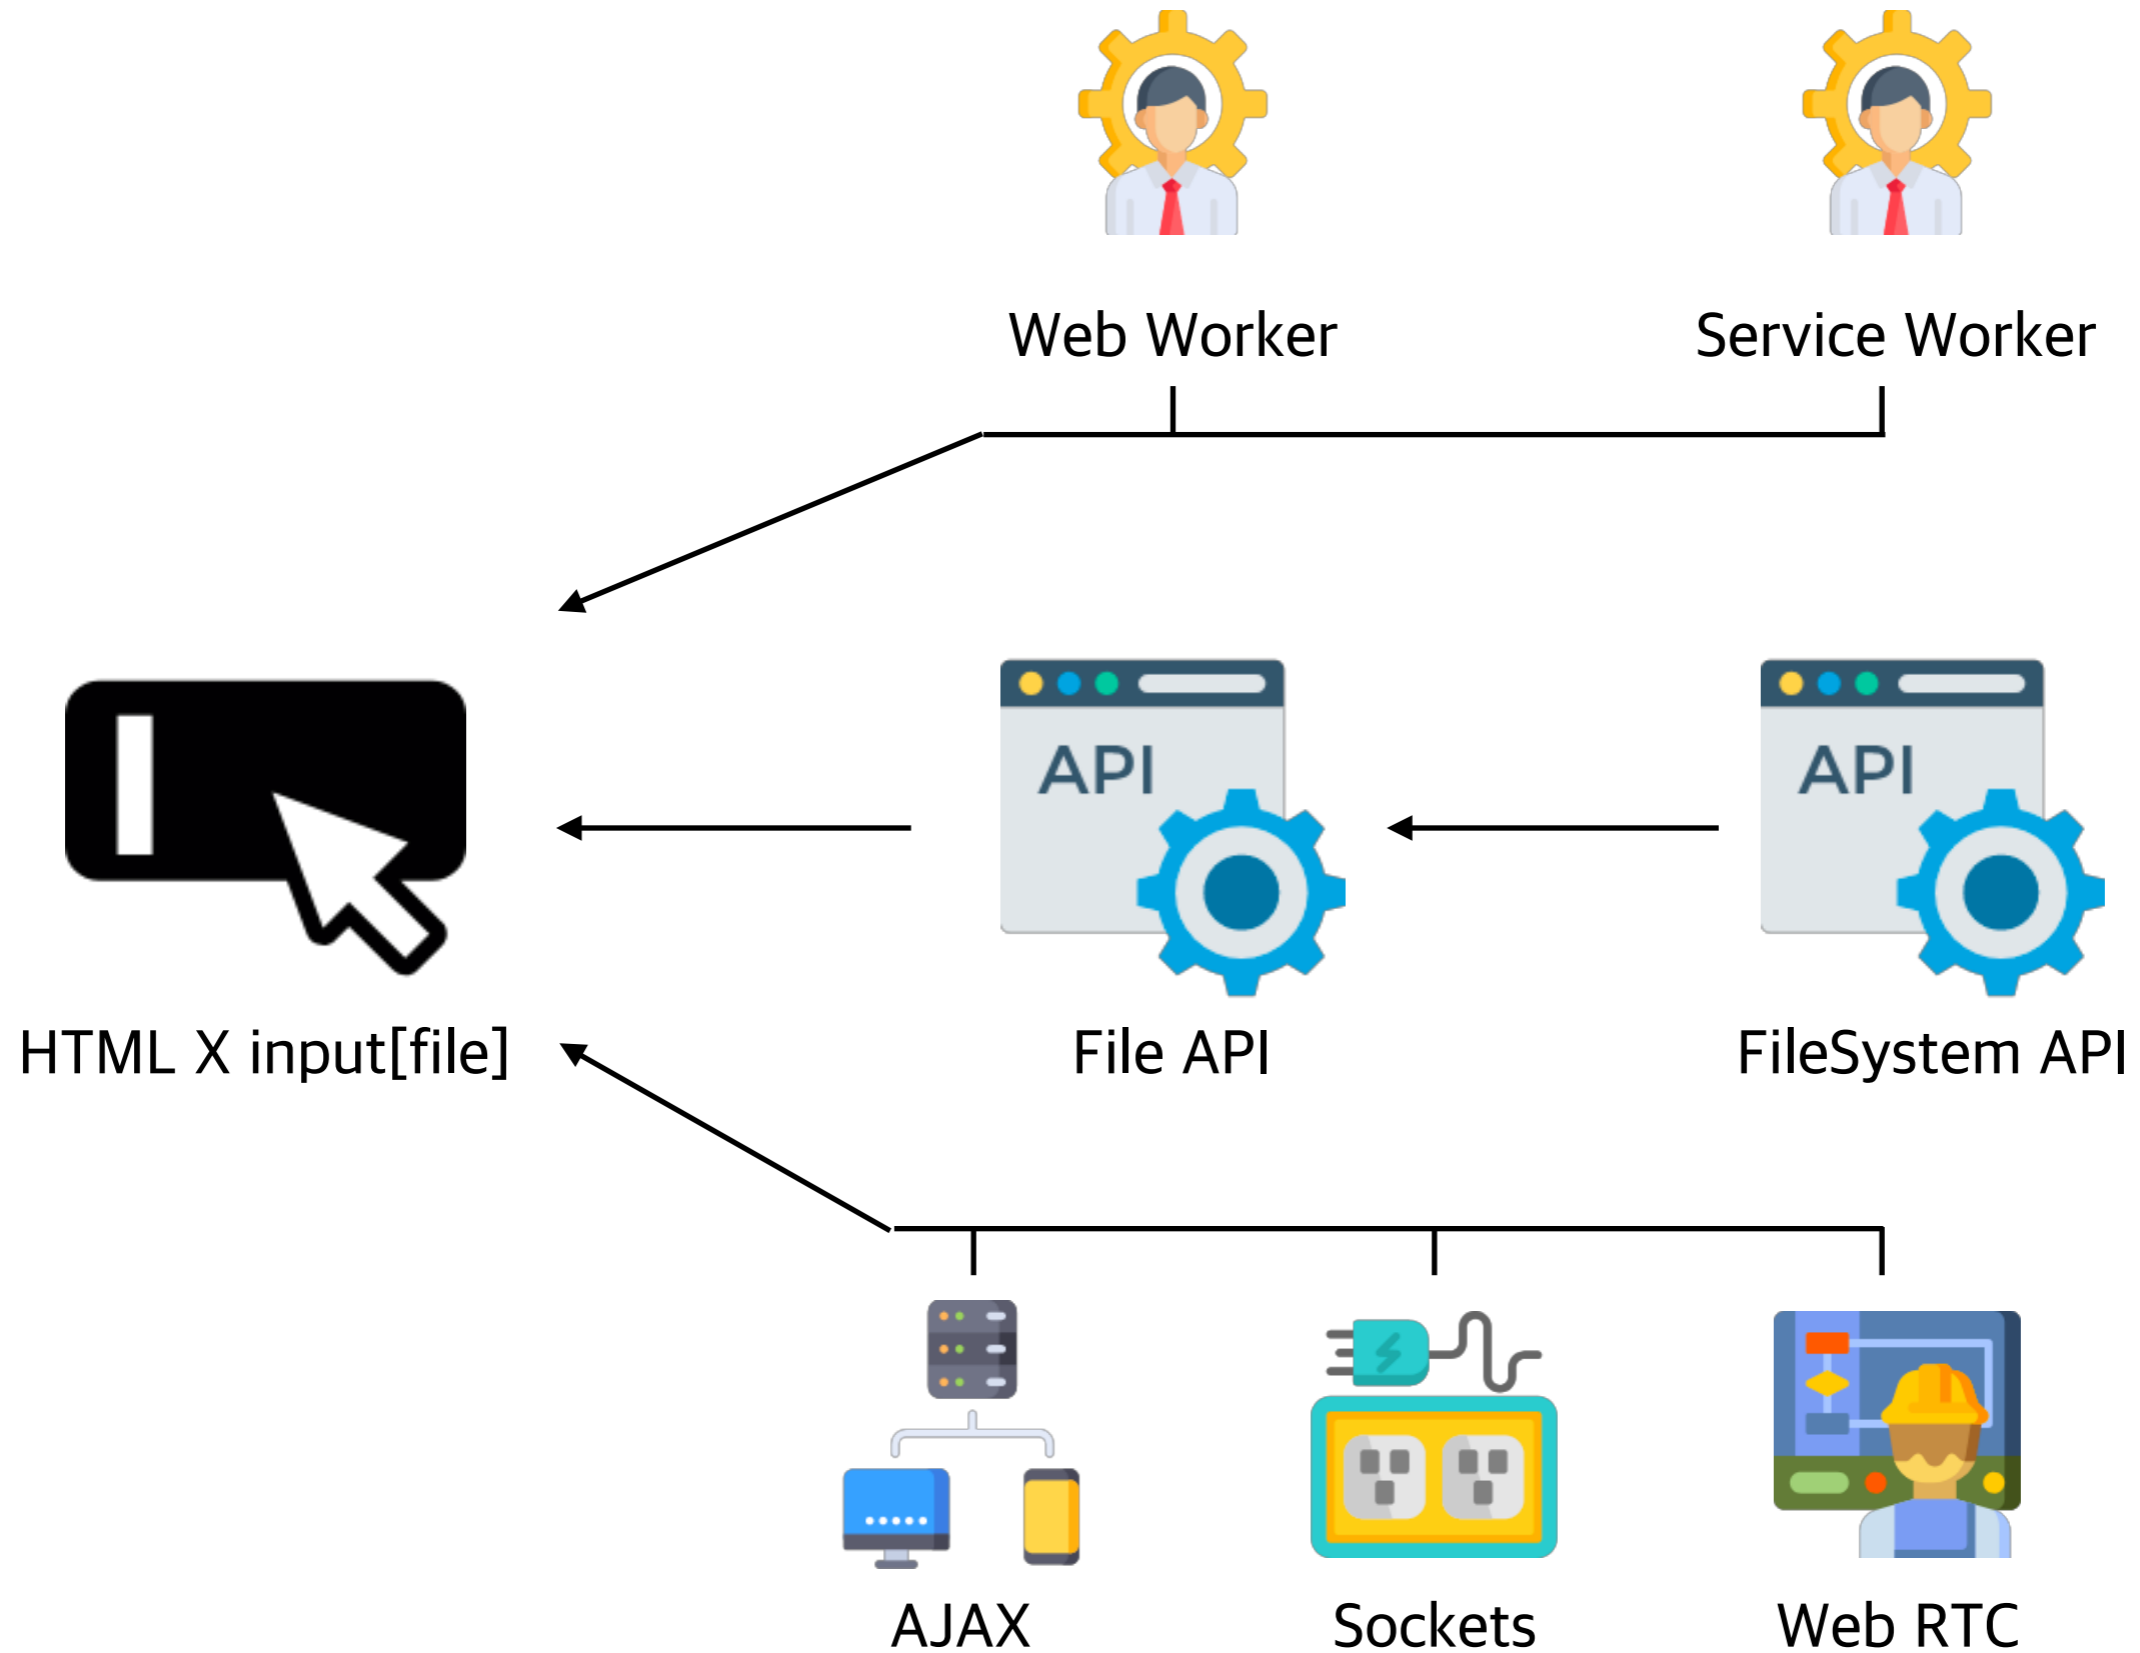 Web Worker
Service Worker
API
API
HTML X input[file]
File API
FileSystem API
AJAX
Sockets
Web RTC